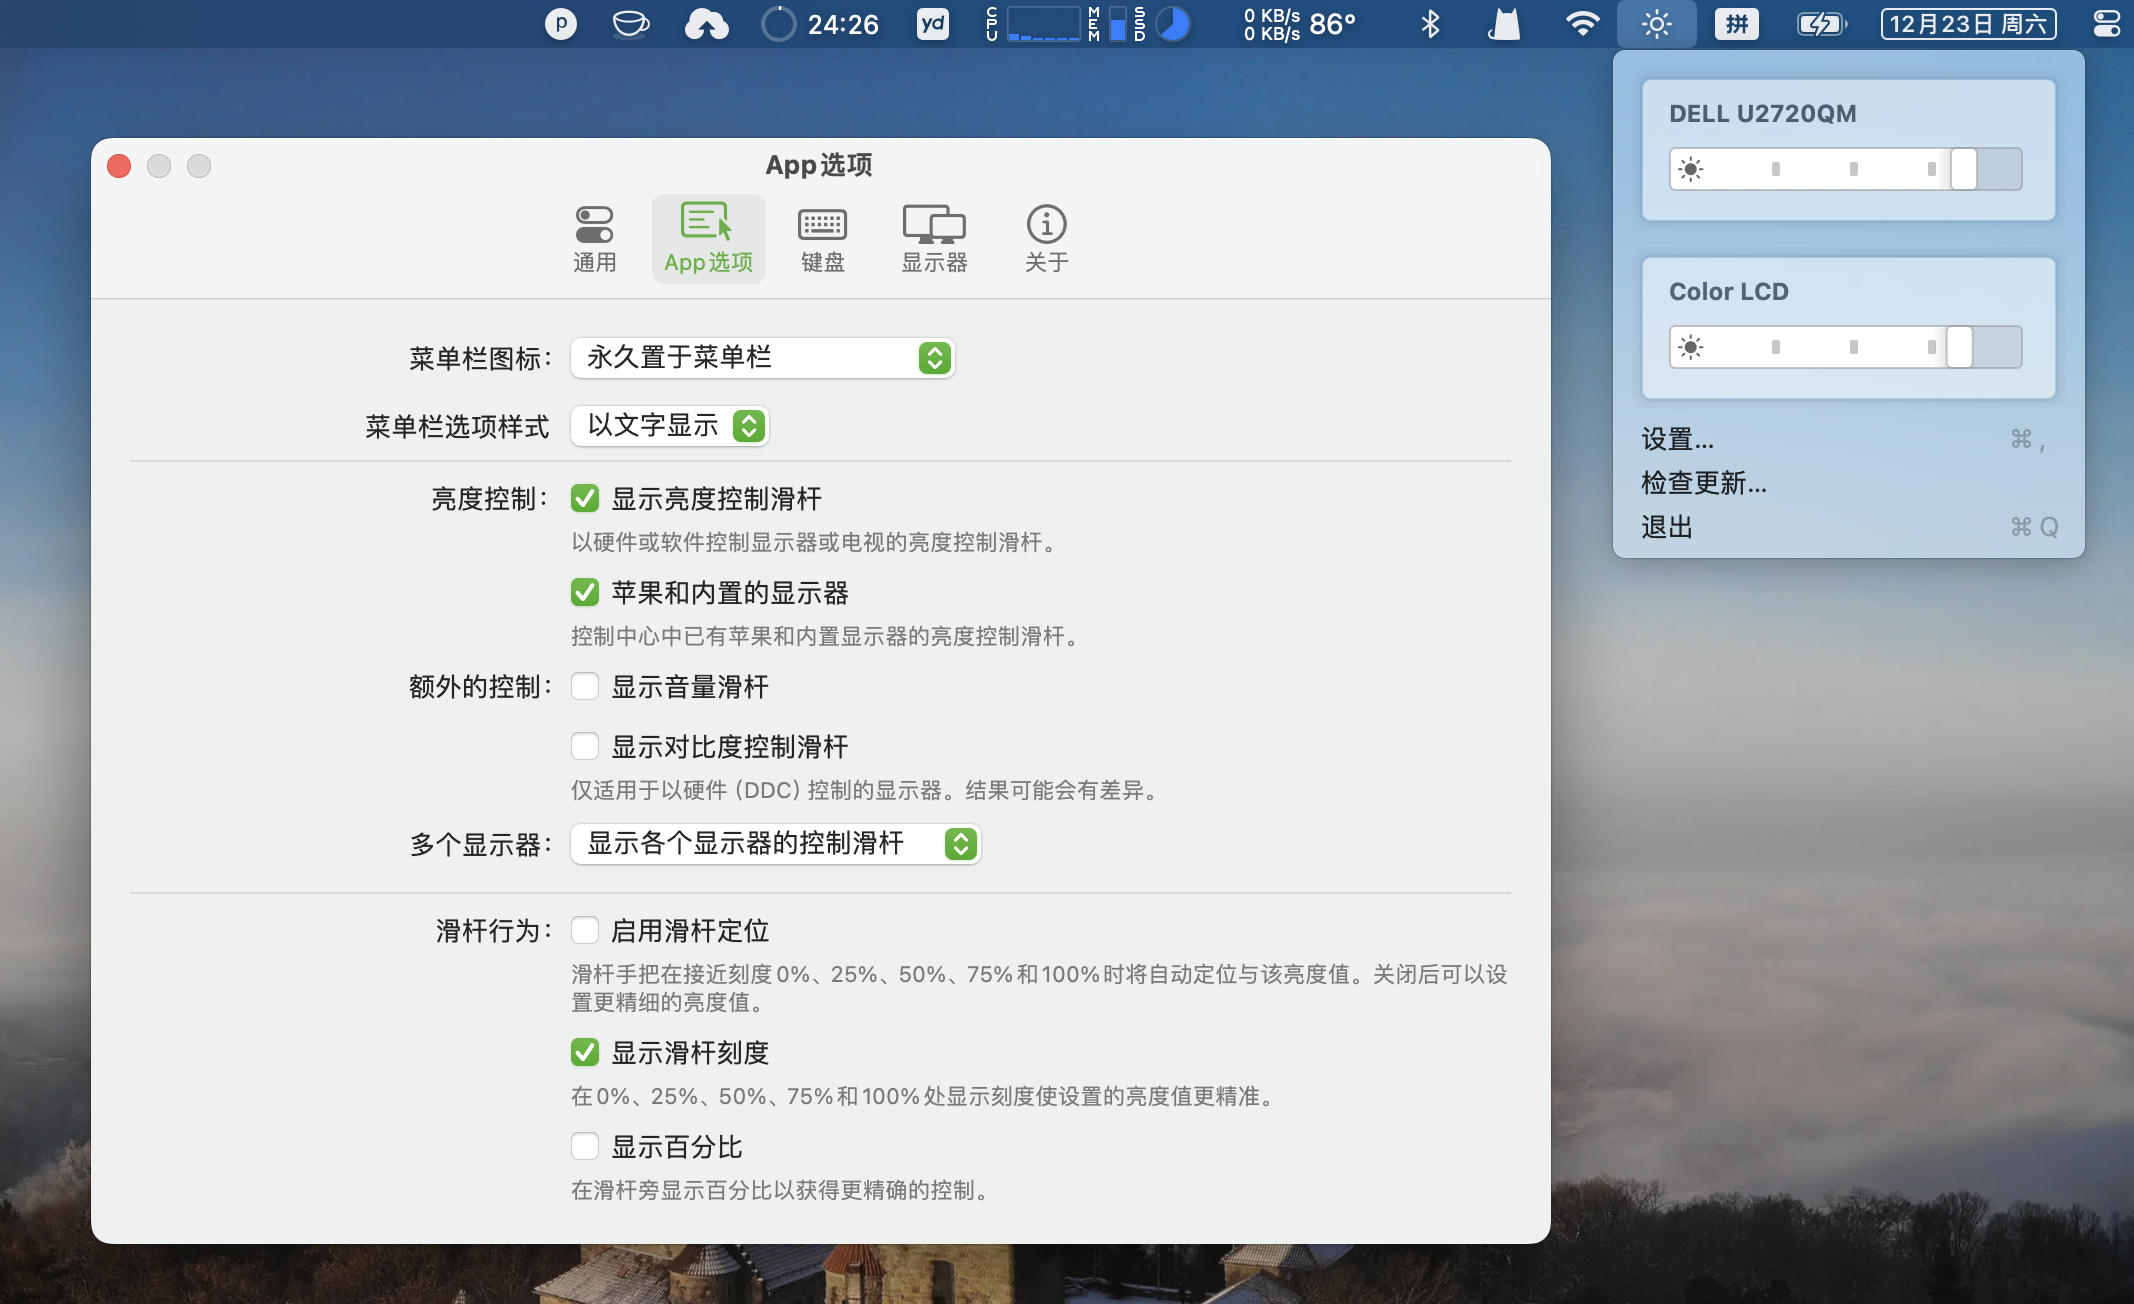 p
24:26
yd
CPU
MEM
SSD
0 KB/s
0 KB/s
86°
拼
12月23日 周六
App选项
通用
App选项
键盘
显示器
关于
菜单栏图标：
永久置于菜单栏
菜单栏选项样式
以文字显示
亮度控制：
显示亮度控制滑杆
以硬件或软件控制显示器或电视的亮度控制滑杆。
苹果和内置的显示器
控制中心中已有苹果和内置显示器的亮度控制滑杆。
额外的控制：
显示音量滑杆
显示对比度控制滑杆
仅适用于以硬件 (DDC) 控制的显示器。结果可能会有差异。
多个显示器：
显示各个显示器的控制滑杆
滑杆行为：
启用滑杆定位
滑杆手把在接近刻度0%、25%、50%、75%和100%时将自动定位与该亮度值。关闭后可以设
置更精细的亮度值。
显示滑杆刻度
在0%、25%、50%、75%和100%处显示刻度使设置的亮度值更精准。
显示百分比
在滑杆旁显示百分比以获得更精确的控制。
DELL U2720QM
Color LCD
设置... ⌘ ,
检查更新...
退出 ⌘ Q